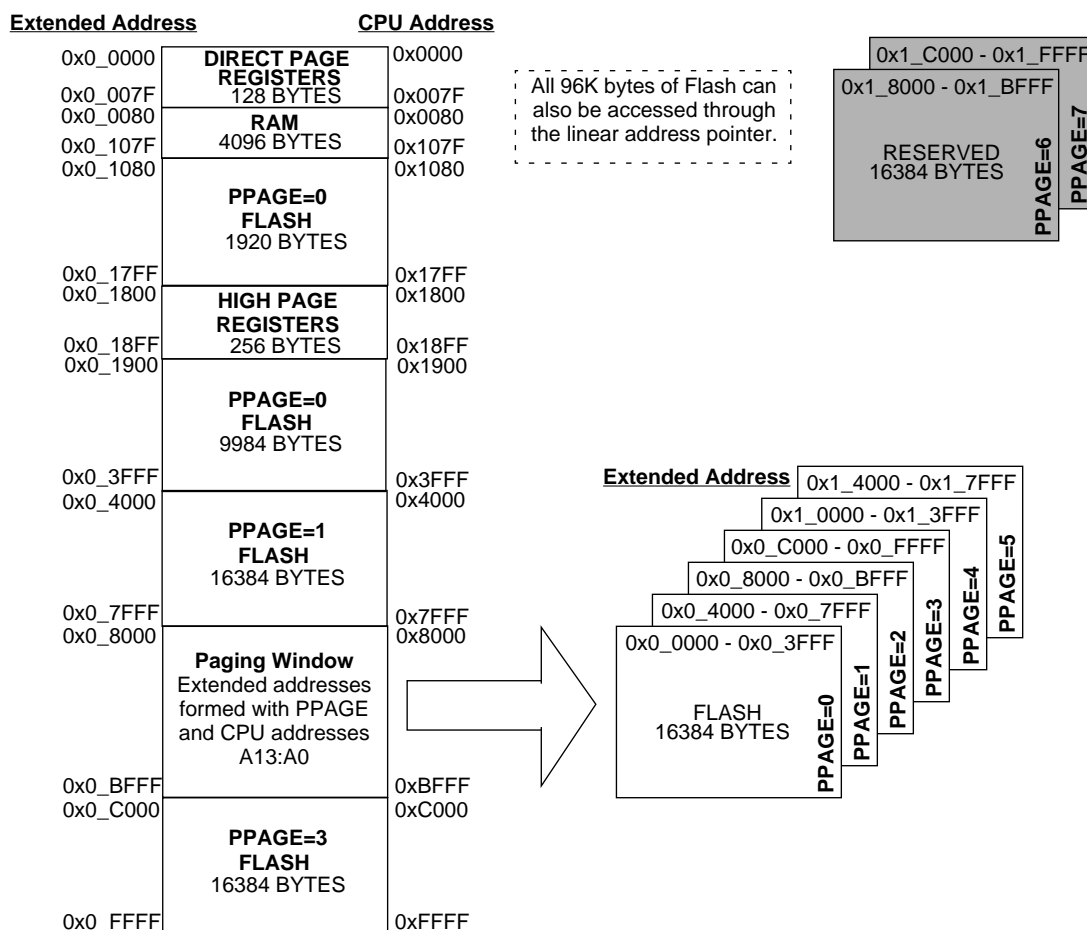 Extended Address
CPU Address
0x0_0000
DIRECT PAGE
REGISTERS
128 BYTES
0x0000
0x0_007F
0x007F
0x0_0080
RAM
4096 BYTES
0x0080
0x0_107F
0x107F
0x0_1080
0x1080
PPAGE=0
FLASH
1920 BYTES
0x0_17FF
0x17FF
0x0_1800
0x1800
HIGH PAGE
REGISTERS
256 BYTES
0x0_18FF
0x18FF
0x0_1900
0x1900
PPAGE=0
FLASH
9984 BYTES
0x0_3FFF
0x3FFF
0x0_4000
0x4000
PPAGE=1
FLASH
16384 BYTES
0x0_7FFF
0x7FFF
0x0_8000
0x8000
Paging Window
Extended addresses
formed with PPAGE
and CPU addresses
A13:A0
0x0_BFFF
0xBFFF
0x0_C000
0xC000
PPAGE=3
FLASH
16384 BYTES
0x0_FFFF
0xFFFF
All 96K bytes of Flash can
also be accessed through
the linear address pointer.
0x1_C000 - 0x1_FFFF
0x1_8000 - 0x1_BFFF
RESERVED
16384 BYTES
PPAGE=6
PPAGE=7
Extended Address
0x1_4000 - 0x1_7FFF
0x1_0000 - 0x1_3FFF
0x0_C000 - 0x0_FFFF
0x0_8000 - 0x0_BFFF
0x0_4000 - 0x0_7FFF
0x0_0000 - 0x0_3FFF
FLASH
16384 BYTES
PPAGE=0
PPAGE=1
PPAGE=2
PPAGE=3
PPAGE=4
PPAGE=5